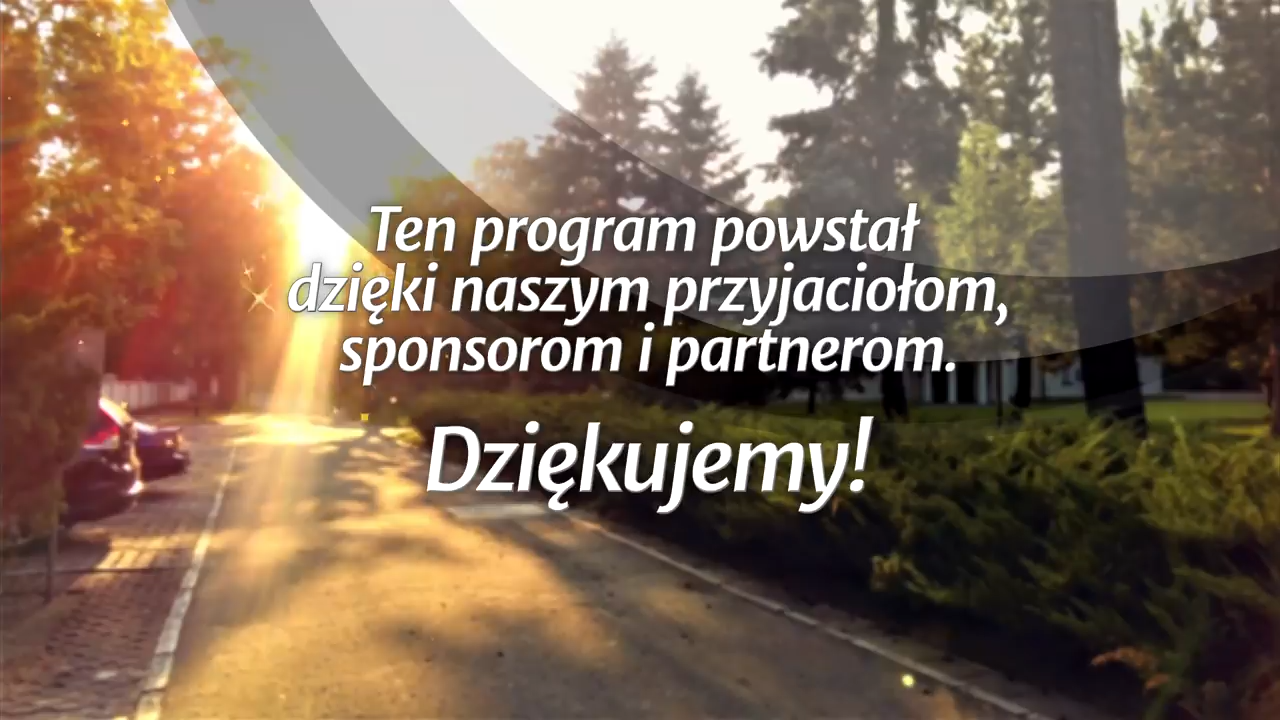 Ten program powstał
dzięki naszym przyjaciołom,
sponsorom i partnerom.
Dziękujemy!